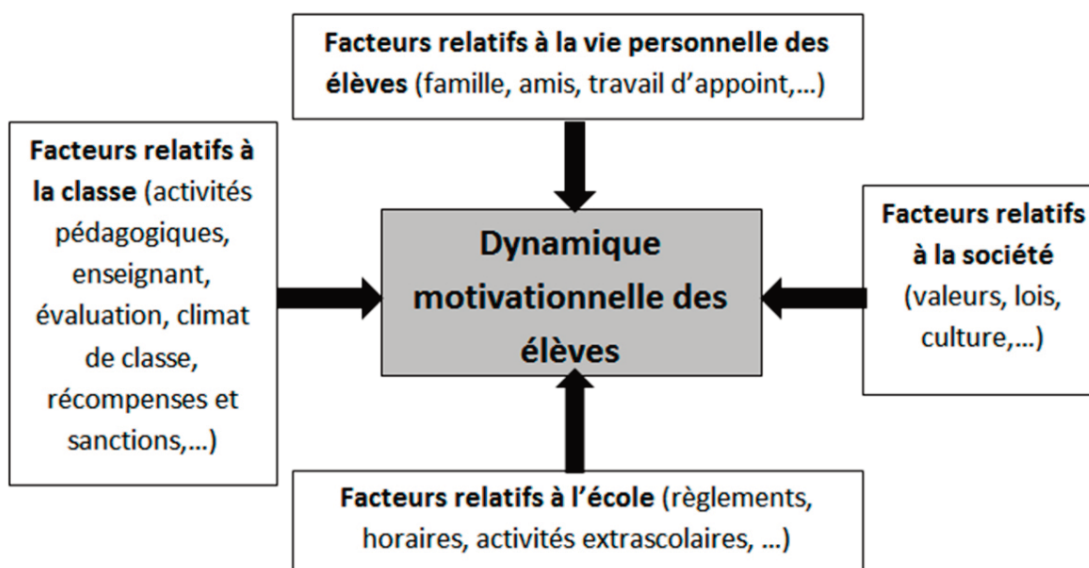 Facteurs relatifs à la vie personnelle des
élèves (famille, amis, travail d’appoint,…)
Facteurs relatifs à
la classe (activités
pédagogiques,
enseignant,
évaluation, climat
de classe,
récompenses et
sanctions,…)
Dynamique
motivationnelle des
élèves
Facteurs relatifs
à la société
(valeurs, lois,
culture,…)
Facteurs relatifs à l’école (règlements,
horaires, activités extrascolaires, …)